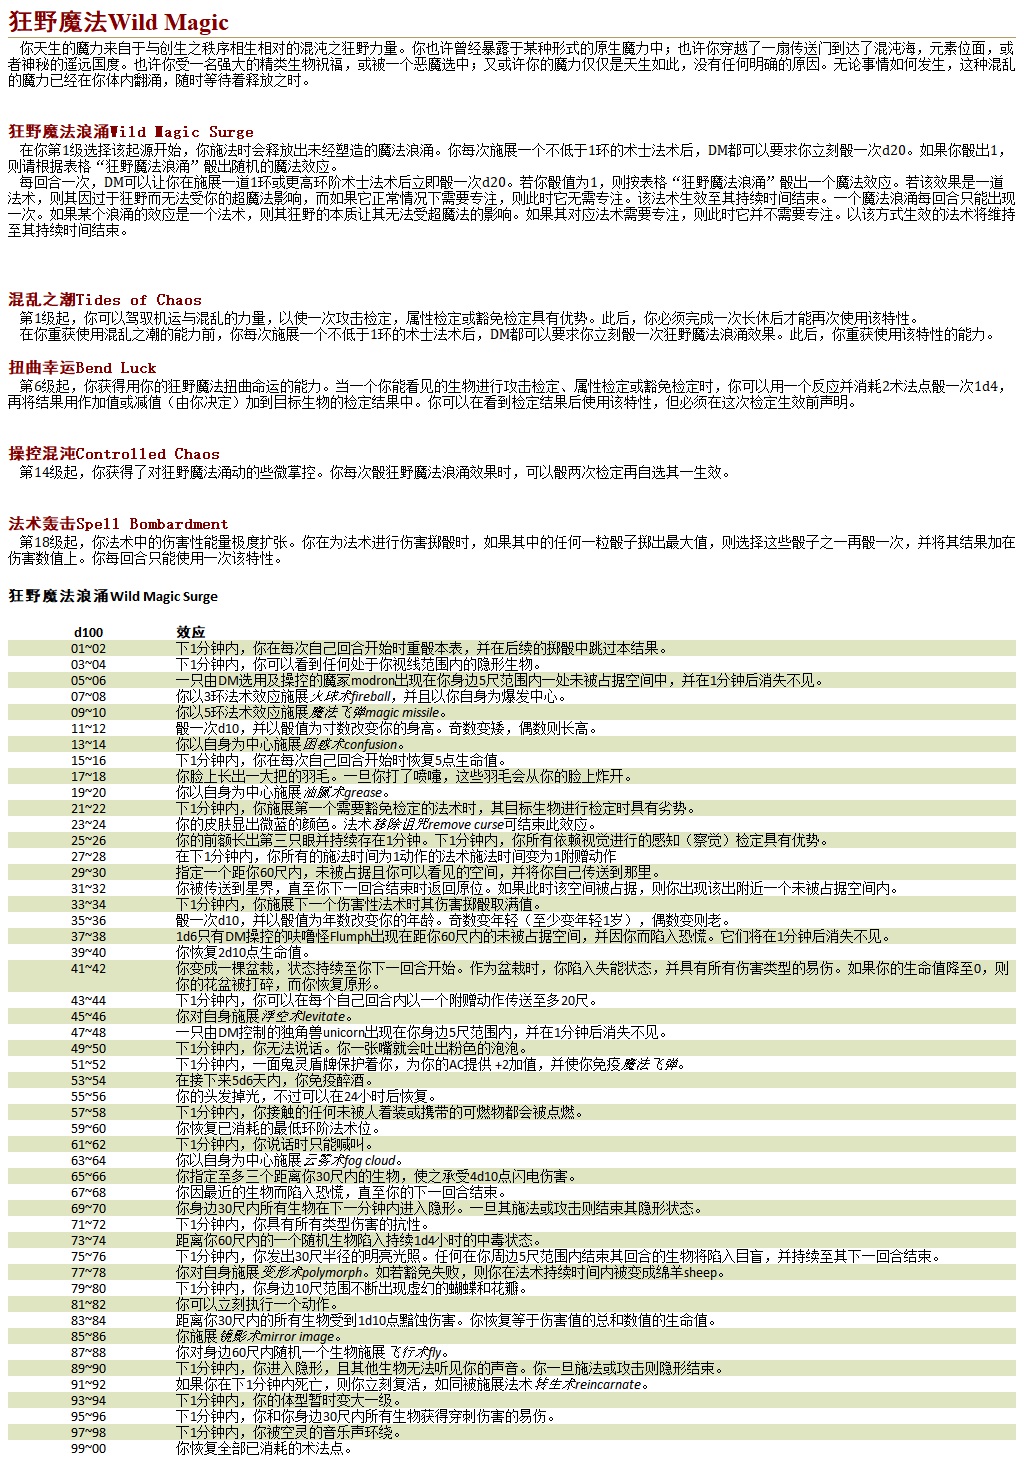 狂野魔法Wild Magic
你天生的魔力来自于与创生之秩序相生相对的混沌之狂野力量。你也许曾经暴露于某种形式的原生魔力中；也许你穿越了一扇传送门到达了混沌海，元素位面，或
者神秘的遥远国度。也许你受一名强大的精类生物祝福，或被一个恶魔选中；又或许你的魔力仅仅是天生如此，没有任何明确的原因。无论事情如何发生，这种混乱
的魔力已经在你体内翻涌，随时等待着释放之时。
狂野魔法浪涌Wild Magic Surge
在你第1级选择该起源开始，你施法时会释放出未经塑造的魔法浪涌。你每次施展一个不低于1环的术士法术后，DM都可以要求你立刻骰一次d20。如果你骰出1，
则请根据表格“狂野魔法浪涌”骰出随机的魔法效应。
每回合一次，DM可以让你在施展一道1环或更高环阶术士法术后立即骰一次d20。若你骰值为1，则按表格“狂野魔法浪涌”骰出一个魔法效应。若该效果是一道
法术，则其因过于狂野而无法受你的超魔法影响，而如果它正常情况下需要专注，则此时它无需专注。该法术生效至其持续时间结束。一个魔法浪涌每回合只能出现
一次。如果某个浪涌的效应是一个法术，则其狂野的本质让其无法受超魔法的影响。如果其对应法术需要专注，则此时它并不需要专注。以该方式生效的法术将维持
至其持续时间结束。
混乱之潮Tides of Chaos
第1级起，你可以驾驭机运与混乱的力量，以使一次攻击检定，属性检定或豁免检定具有优势。此后，你必须完成一次长休后才能再次使用该特性。
在你重获使用混乱之潮的能力前，你每次施展一个不低于1环的术士法术后，DM都可以要求你立刻骰一次狂野魔法浪涌效果。此后，你重获使用该特性的能力。
扭曲幸运Bend Luck
第6级起，你获得用你的狂野魔法扭曲命运的能力。当一个你能看见的生物进行攻击检定、属性检定或豁免检定时，你可以用一个反应并消耗2术法点骰一次1d4，
再将结果用作加值或减值（由你决定）加到目标生物的检定结果中。你可以在看到检定结果后使用该特性，但必须在这次检定生效前声明。
操控混沌Controlled Chaos
第14级起，你获得了对狂野魔法涌动的些微掌控。你每次骰狂野魔法浪涌效果时，可以骰两次检定再自选其一生效。
法术轰击Spell Bombardment
第18级起，你法术中的伤害性能量极度扩张。你在为法术进行伤害掷骰时，如果其中的任何一粒骰子掷出最大值，则选择这些骰子之一再骰一次，并将其结果加在
伤害数值上。你每回合只能使用一次该特性。
狂野魔法浪涌Wild Magic Surge
d100 效应
01~02 下1分钟内，你在每次自己回合开始时重骰本表，并在后续的掷骰中跳过本结果。
03~04 下1分钟内，你可以看到任何处于你视线范围内的隐形生物。
05~06 一只由DM选用及操控的魔冢modron出现在你身边5尺范围内一处未被占据空间中，并在1分钟后消失不见。
07~08 你以3环法术效应施展火球术fireball，并且以你自身为爆发中心。
09~10 你以5环法术效应施展魔法飞弹magic missile。
11~12 骰一次d10，并以骰值为寸数改变你的身高。奇数变矮，偶数则长高。
13~14 你以自身为中心施展困惑术confusion。
15~16 下1分钟内，你在每次自己回合开始时恢复5点生命值。
17~18 你脸上长出一大把的羽毛。一旦你打了喷嚏，这些羽毛会从你的脸上炸开。
19~20 你以自身为中心施展油腻术grease。
21~22 下1分钟内，你施展第一个需要豁免检定的法术时，其目标生物进行检定时具有劣势。
23~24 你的皮肤显出微蓝的颜色。法术移除诅咒remove curse可结束此效应。
25~26 你的前额长出第三只眼并持续存在1分钟。下1分钟内，你所有依赖视觉进行的感知（察觉）检定具有优势。
27~28 在下1分钟内，你所有的施法时间为1动作的法术施法时间变为1附赠动作
29~30 指定一个距你60尺内，未被占据且你可以看见的空间，并将你自己传送到那里。
31~32 你被传送到星界，直至你下一回合结束时返回原位。如果此时该空间被占据，则你出现该出附近一个未被占据空间内。
33~34 下1分钟内，你施展下一个伤害性法术时其伤害掷骰取满值。
35~36 骰一次d10，并以骰值为年数改变你的年龄。奇数变年轻（至少变年轻1岁），偶数变则老。
37~38 1d6只有DM操控的呋噜怪Flumph出现在距你60尺内的未被占据空间，并因你而陷入恐慌。它们将在1分钟后消失不见。
39~40 你恢复2d10点生命值。
41~42 你变成一棵盆栽，状态持续至你下一回合开始。作为盆栽时，你陷入失能状态，并具有所有伤害类型的易伤。如果你的生命值降至0，则
你的花盆被打碎，而你恢复原形。
43~44 下1分钟内，你可以在每个自己回合内以一个附赠动作传送至多20尺。
45~46 你对自身施展浮空术levitate。
47~48 一只由DM控制的独角兽unicorn出现在你身边5尺范围内，并在1分钟后消失不见。
49~50 下1分钟内，你无法说话。你一张嘴就会吐出粉色的泡泡。
51~52 下1分钟内，一面鬼灵盾牌保护着你，为你的AC提供 +2加值，并使你免疫魔法飞弹。
53~54 在接下来5d6天内，你免疫醉酒。
55~56 你的头发掉光，不过可以在24小时后恢复。
57~58 下1分钟内，你接触的任何未被人着装或携带的可燃物都会被点燃。
59~60 你恢复已消耗的最低环阶法术位。
61~62 下1分钟内，你说话时只能喊叫。
63~64 你以自身为中心施展云雾术fog cloud。
65~66 你指定至多三个距离你30尺内的生物，使之承受4d10点闪电伤害。
67~68 你因最近的生物而陷入恐慌，直至你的下一回合结束。
69~70 你身边30尺内所有生物在下一分钟内进入隐形。一旦其施法或攻击则结束其隐形状态。
71~72 下1分钟内，你具有所有类型伤害的抗性。
73~74 距离你60尺内的一个随机生物陷入持续1d4小时的中毒状态。
75~76 下1分钟内，你发出30尺半径的明亮光照。任何在你周边5尺范围内结束其回合的生物将陷入目盲，并持续至其下一回合结束。
77~78 你对自身施展变形术polymorph。如若豁免失败，则你在法术持续时间内被变成绵羊sheep。
79~80 下1分钟内，你身边10尺范围不断出现虚幻的蝴蝶和花瓣。
81~82 你可以立刻执行一个动作。
83~84 距离你30尺内的所有生物受到1d10点黯蚀伤害。你恢复等于伤害值的总和数值的生命值。
85~86 你施展镜影术mirror image。
87~88 你对身边60尺内随机一个生物施展飞行术fly。
89~90 下1分钟内，你进入隐形，且其他生物无法听见你的声音。你一旦施法或攻击则隐形结束。
91~92 如果你在下1分钟内死亡，则你立刻复活，如同被施展法术转生术reincarnate。
93~94 下1分钟内，你的体型暂时变大一级。
95~96 下1分钟内，你和你身边30尺内所有生物获得穿刺伤害的易伤。
97~98 下1分钟内，你被空灵的音乐声环绕。
99~00 你恢复全部已消耗的术法点。